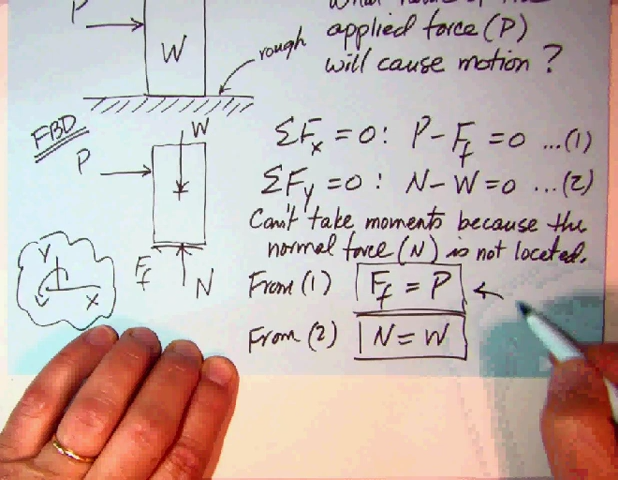 P
W
rough
applied force (P)
will cause motion?
FBD
W
P
Ff
N
Y
X
ΣFx = 0: P - Ff = 0 ...(1)
ΣFy = 0: N - W = 0 ...(2)
Can't take moments because the
normal force (N) is not located.
From (1) Ff = P
From (2) N = W